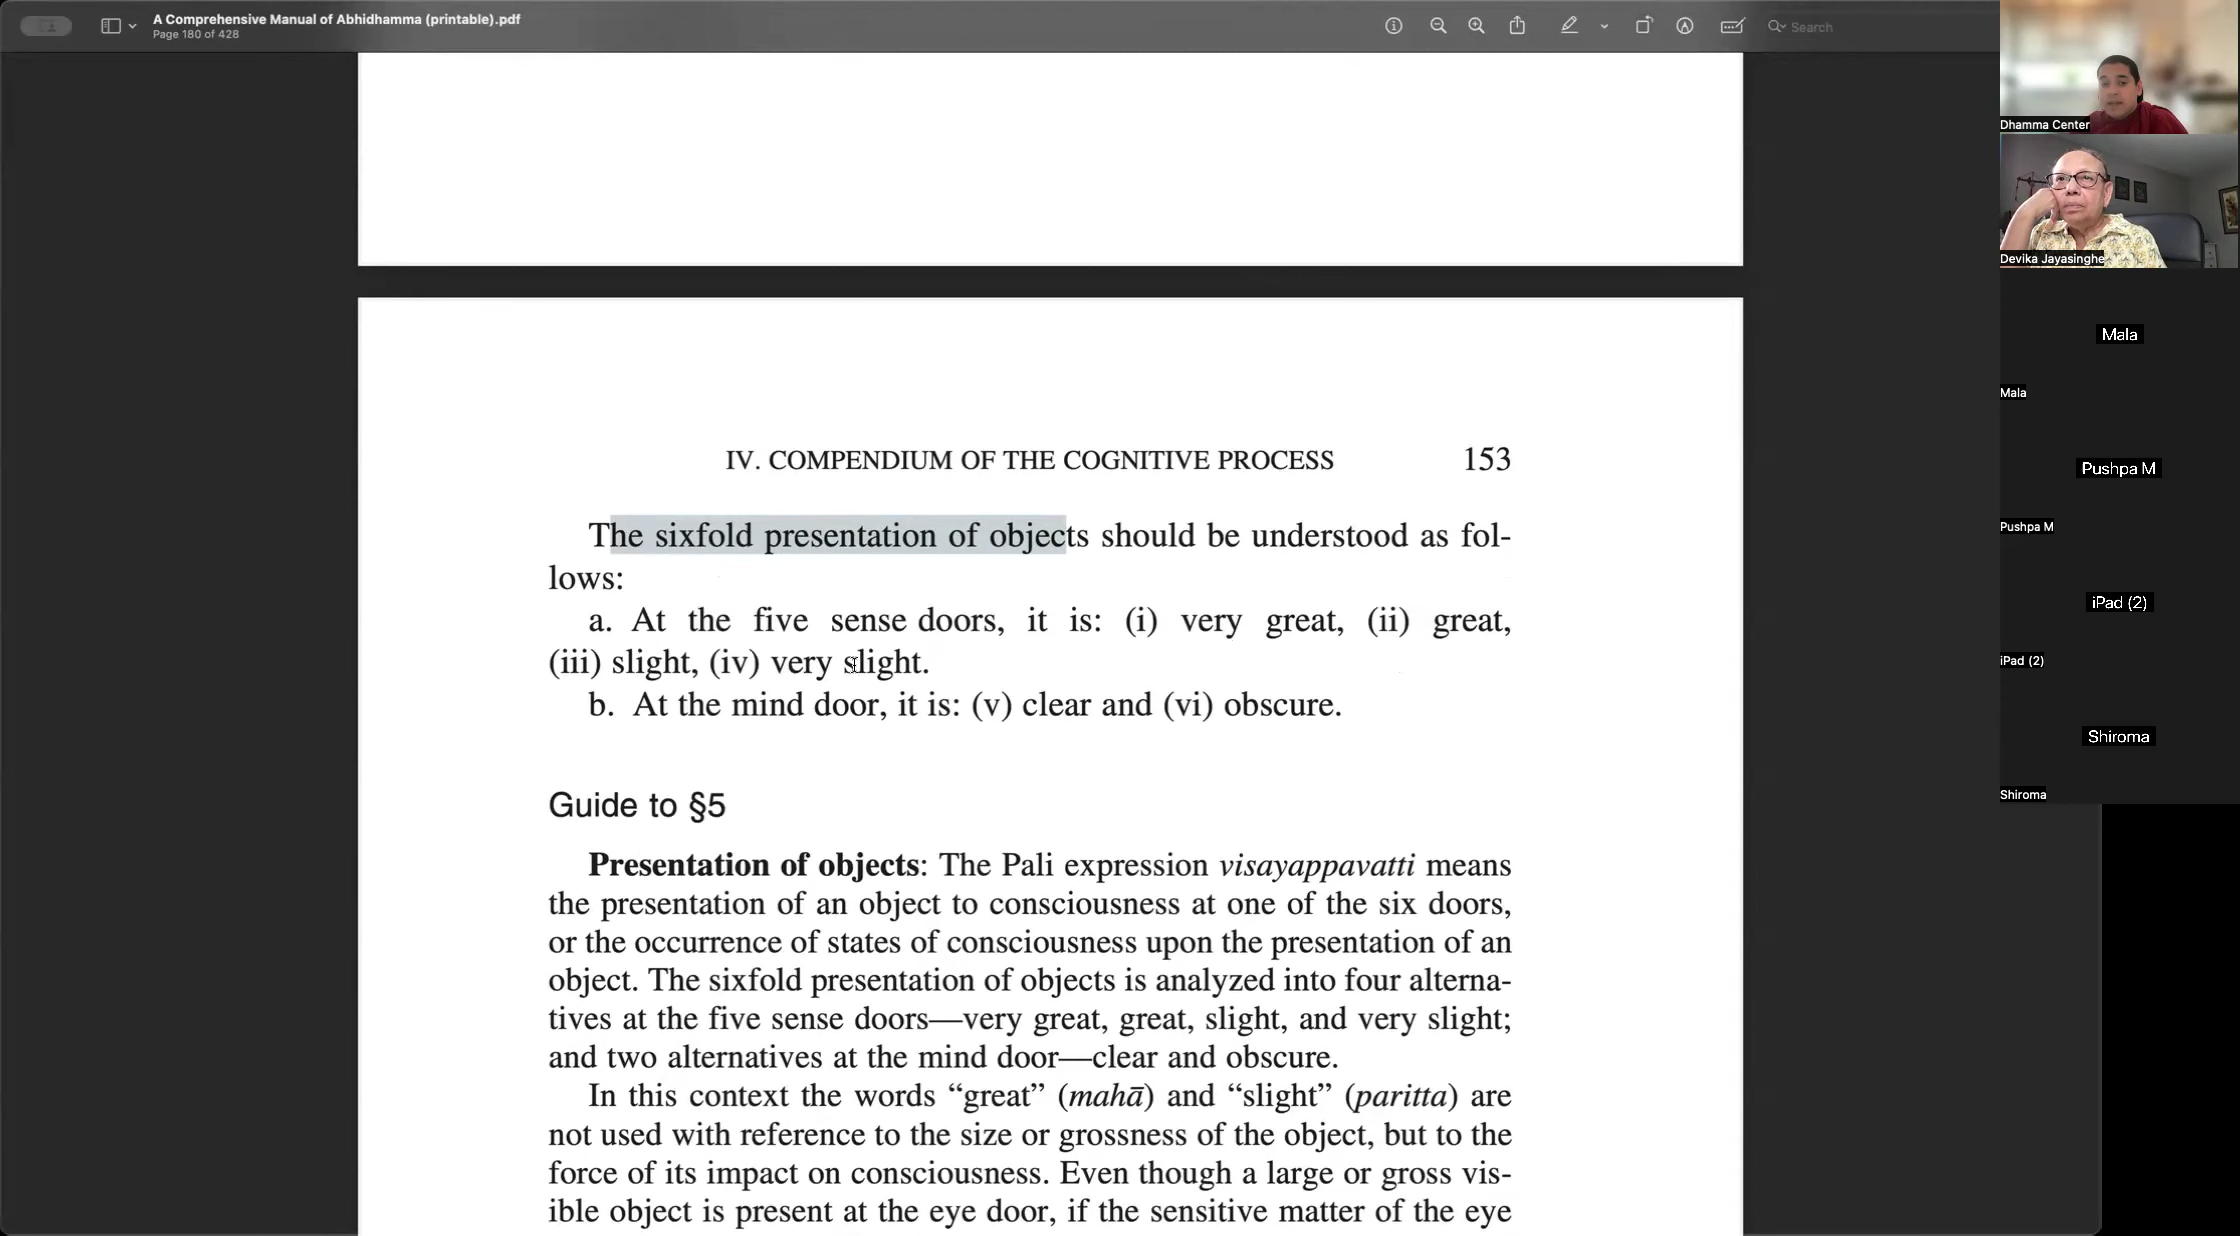 A Comprehensive Manual of Abhidhamma (printable).pdf
Page 180 of 428
Search
IV. COMPENDIUM OF THE COGNITIVE PROCESS 153
The sixfold presentation of objects should be understood as fol-
lows:
a. At the five sense doors, it is: (i) very great, (ii) great,
(iii) slight, (iv) very slight.
b. At the mind door, it is: (v) clear and (vi) obscure.
Guide to §5
Presentation of objects: The Pali expression visayappavatti means
the presentation of an object to consciousness at one of the six doors,
or the occurrence of states of consciousness upon the presentation of an
object. The sixfold presentation of objects is analyzed into four alterna-
tives at the five sense doors—very great, great, slight, and very slight;
and two alternatives at the mind door—clear and obscure.
In this context the words “great” (mahā) and “slight” (paritta) are
not used with reference to the size or grossness of the object, but to the
force of its impact on consciousness. Even though a large or gross vis-
ible object is present at the eye door, if the sensitive matter of the eye
Dhamma Center
Devika Jayasinghe
Mala
Mala
Pushpa M
Pushpa M
iPad (2)
iPad (2)
Shiroma
Shiroma